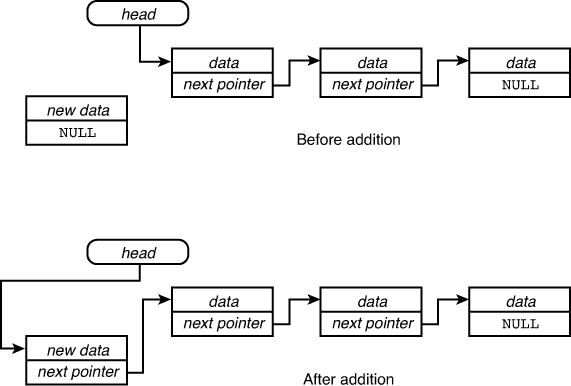 head
data
data
data
next pointer
next pointer
NULL
new data
NULL
Before addition
head
data
data
data
next pointer
next pointer
NULL
new data
next pointer
After addition